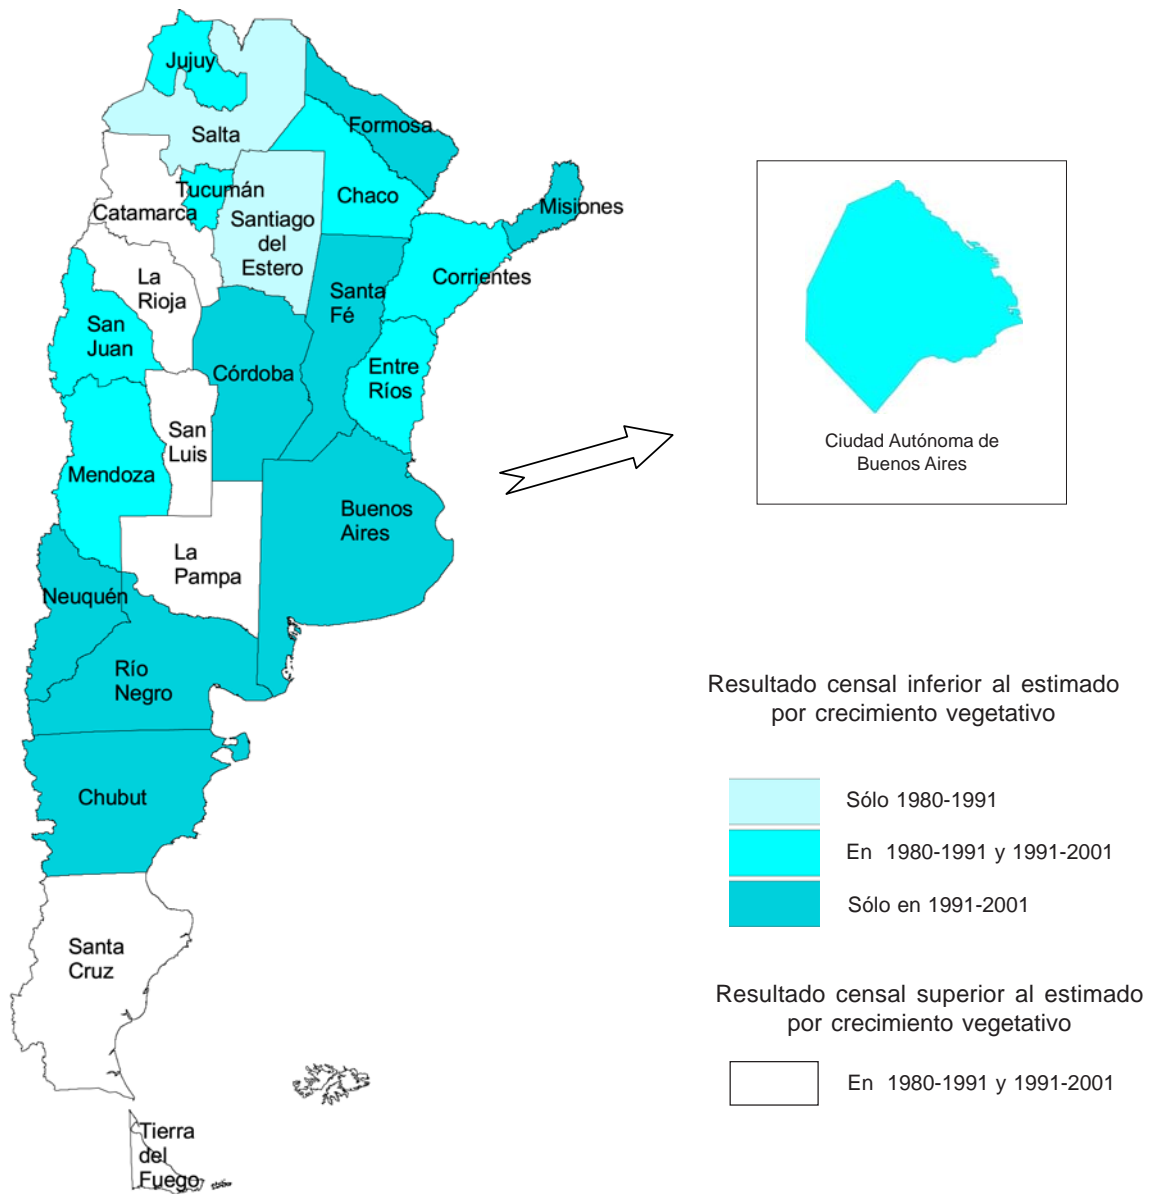 Jujuy
Salta
Formosa
Tucumán
Catamarca
Santiago
del
Estero
Chaco
Misiones
Corrientes
La
Rioja
Santa
Fé
San
Juan
Córdoba
Entre
Ríos
San
Luis
Mendoza
Buenos
Aires
La
Pampa
Neuquén
Río
Negro
Chubut
Santa
Cruz
Tierra
del
Fuego
Ciudad Autónoma de
Buenos Aires
Resultado censal inferior al estimado
por crecimiento vegetativo
Sólo 1980-1991
En 1980-1991 y 1991-2001
Sólo en 1991-2001
Resultado censal superior al estimado
por crecimiento vegetativo
En 1980-1991 y 1991-2001